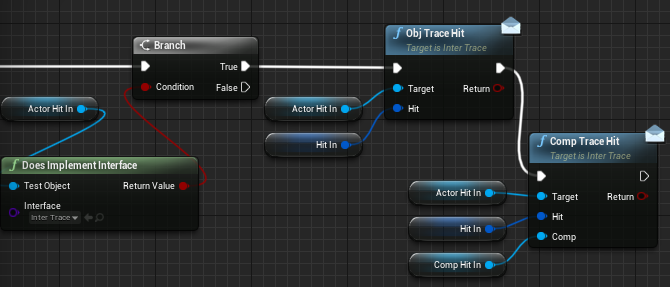 Branch
True
Condition
False
Actor Hit In
Does Implement Interface
Test Object
Return Value
Interface
Inter Trace
Obj Trace Hit
Target is Inter Trace
Target
Return
Hit
Actor Hit In
Hit In
Comp Trace Hit
Target is Inter Trace
Target
Return
Hit
Comp
Actor Hit In
Hit In
Comp Hit In